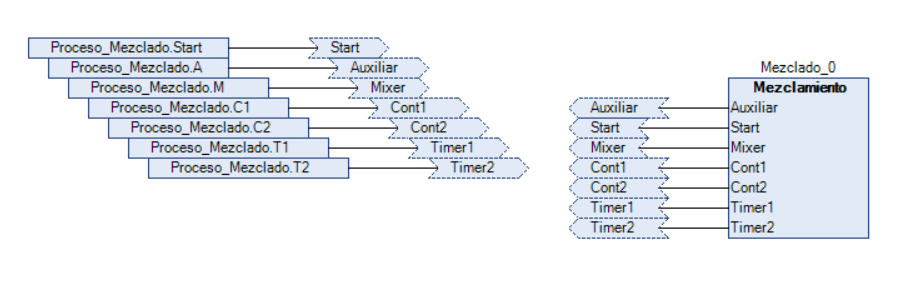 Proceso_Mezclado.Start Start
Proceso_Mezclado.A Auxiliar
Proceso_Mezclado.M Mixer
Proceso_Mezclado.C1 Cont1
Proceso_Mezclado.C2 Cont2
Proceso_Mezclado.T1 Timer1
Proceso_Mezclado.T2 Timer2
Mezclado_0
Mezclamiento
Auxiliar Auxiliar
Start Start
Mixer Mixer
Cont1 Cont1
Cont2 Cont2
Timer1 Timer1
Timer2 Timer2